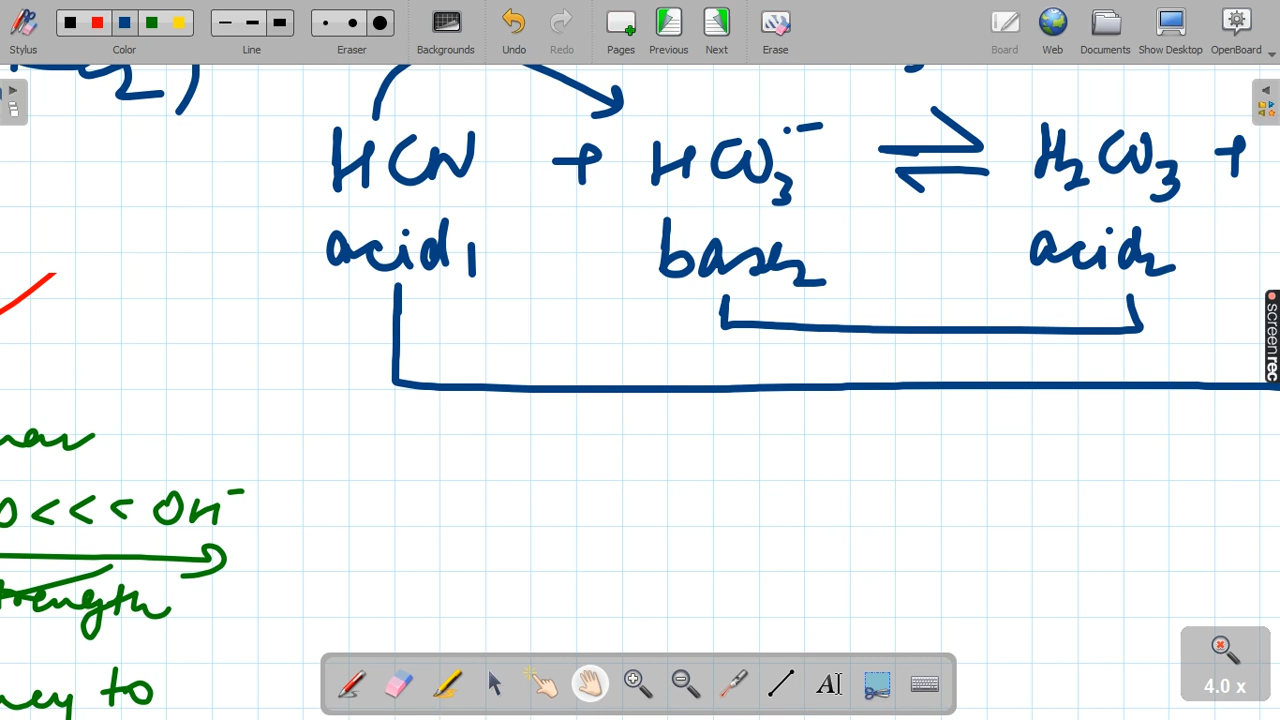 Stylus Color Line Eraser Backgrounds Undo Redo Pages Previous Next Erase Board Web Documents Show Desktop OpenBoard
HCN + HCO3⁻ ⇌ H2CO3 +
acid1 base2 acid2
screenrec
<<< OH⁻
strength
to
4.0 x